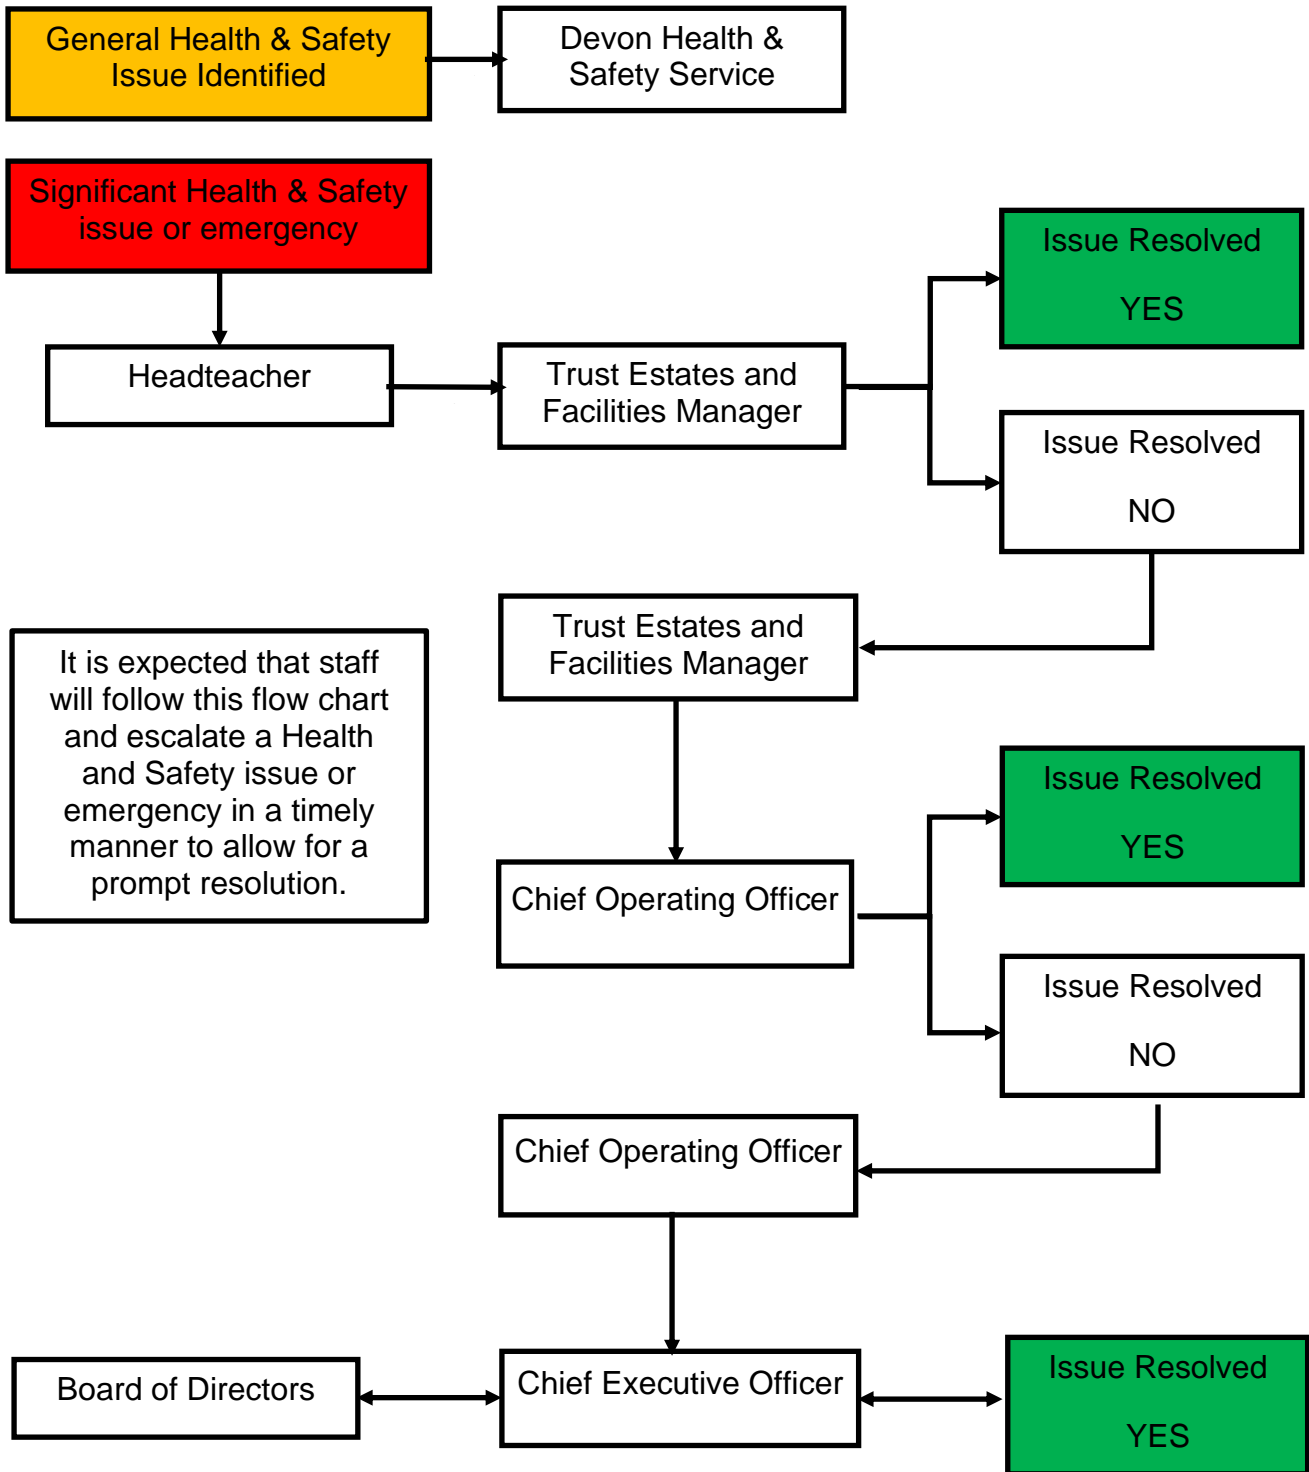 General Health & Safety
Issue Identified
Devon Health &
Safety Service
Significant Health & Safety
issue or emergency
Issue Resolved
YES
Headteacher
Trust Estates and
Facilities Manager
Issue Resolved
NO
Trust Estates and
Facilities Manager
It is expected that staff
will follow this flow chart
and escalate a Health
and Safety issue or
emergency in a timely
manner to allow for a
prompt resolution.
Issue Resolved
YES
Chief Operating Officer
Issue Resolved
NO
Chief Operating Officer
Board of Directors
Chief Executive Officer
Issue Resolved
YES